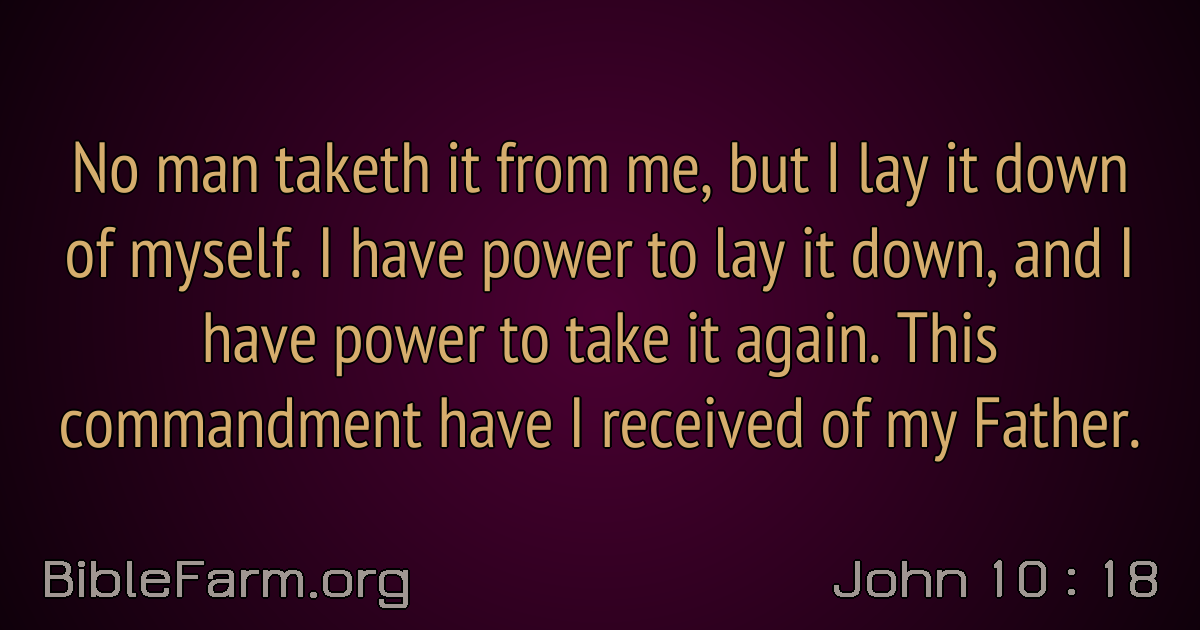 No man taketh it from me, but I lay it down
of myself. I have power to lay it down, and I
have power to take it again. This
commandment have I received of my Father.
BibleFarm.org
John 10 : 18